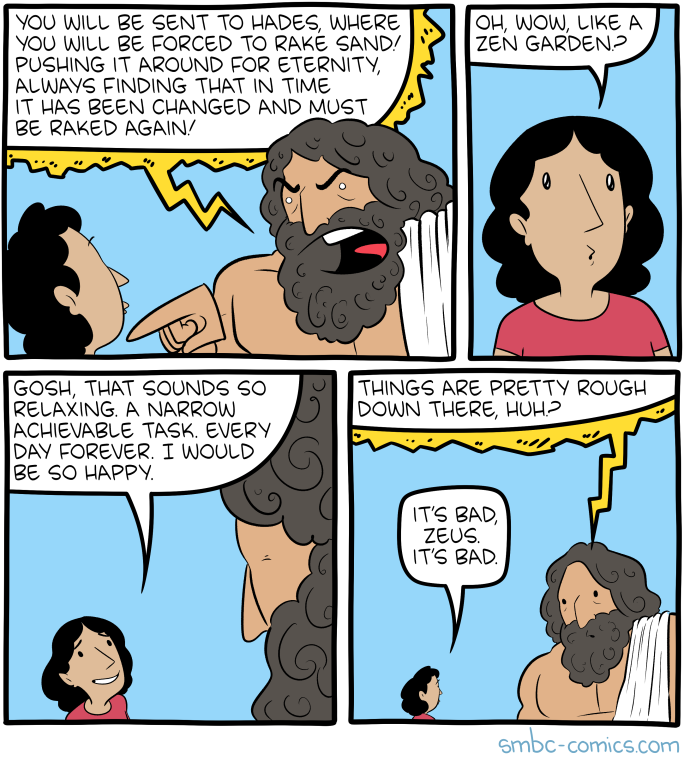 YOU WILL BE SENT TO HADES, WHERE
YOU WILL BE FORCED TO RAKE SAND!
PUSHING IT AROUND FOR ETERNITY,
ALWAYS FINDING THAT IN TIME
IT HAS BEEN CHANGED AND MUST
BE RAKED AGAIN!
OH, WOW, LIKE A
ZEN GARDEN?
GOSH, THAT SOUNDS SO
RELAXING. A NARROW
ACHIEVABLE TASK. EVERY
DAY FOREVER. I WOULD
BE SO HAPPY.
THINGS ARE PRETTY ROUGH
DOWN THERE, HUH?
IT'S BAD,
ZEUS.
IT'S BAD.
smbc-comics.com